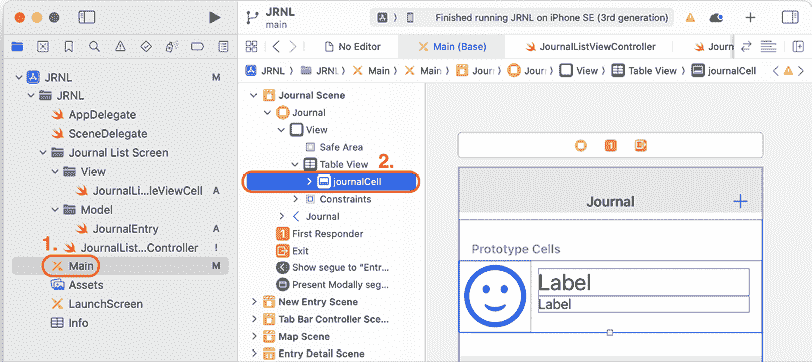 JRNL
main
Finished running JRNL on iPhone SE (3rd generation)
No Editor
Main (Base)
JournalListViewController
Journ
JRNL
JRNL
Main
Main
Jour
Jour
View
Table View
journalCell
JRNL M
JRNL
AppDelegate
SceneDelegate
Journal List Screen
View
JournalLi...leViewCell A
Model
JournalEntry A
1.
JournalList...Controller !
Main M
Assets
LaunchScreen
Info
Journal Scene
Journal
View
Safe Area
2.
Table View
journalCell
Constraints
Journal
First Responder
Exit
Show segue to "Entr...
Present Modally seg...
New Entry Scene
Tab Bar Controller Sce...
Map Scene
Entry Detail Scene
Journal
Prototype Cells
Label
Label